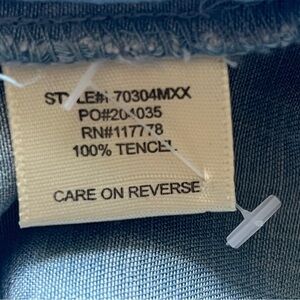 STYLE# 70304MXX
PO#204035
RN#117778
100% TENCEL
CARE ON REVERSE